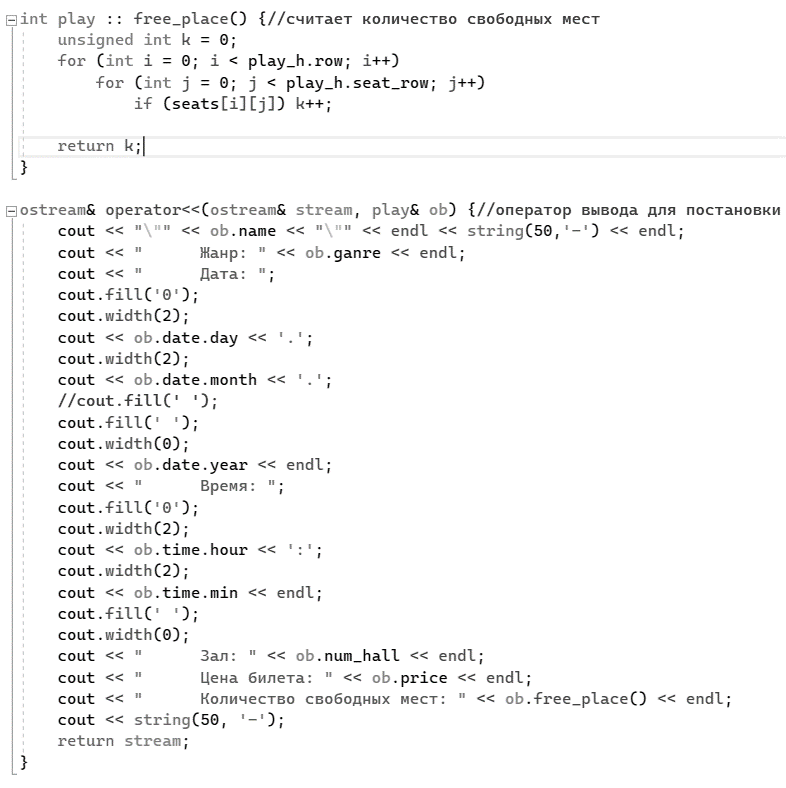 int play :: free_place() {//считает количество свободных мест
    unsigned int k = 0;
    for (int i = 0; i < play_h.row; i++)
        for (int j = 0; j < play_h.seat_row; j++)
            if (seats[i][j]) k++;

    return k;
}

ostream& operator<<(ostream& stream, play& ob) {//оператор вывода для постановки
    cout << "\"" << ob.name << "\"" << endl << string(50,'-') << endl;
    cout << "      Жанр: " << ob.ganre << endl;
    cout << "      Дата: ";
    cout.fill('0');
    cout.width(2);
    cout << ob.date.day << '.';
    cout.width(2);
    cout << ob.date.month << '.';
    //cout.fill(' ');
    cout.fill(' ');
    cout.width(0);
    cout << ob.date.year << endl;
    cout << "      Время: ";
    cout.fill('0');
    cout.width(2);
    cout << ob.time.hour << ':';
    cout.width(2);
    cout << ob.time.min << endl;
    cout.fill(' ');
    cout.width(0);
    cout << "      Зал: " << ob.num_hall << endl;
    cout << "      Цена билета: " << ob.price << endl;
    cout << "      Количество свободных мест: " << ob.free_place() << endl;
    cout << string(50, '-');
    return stream;
}